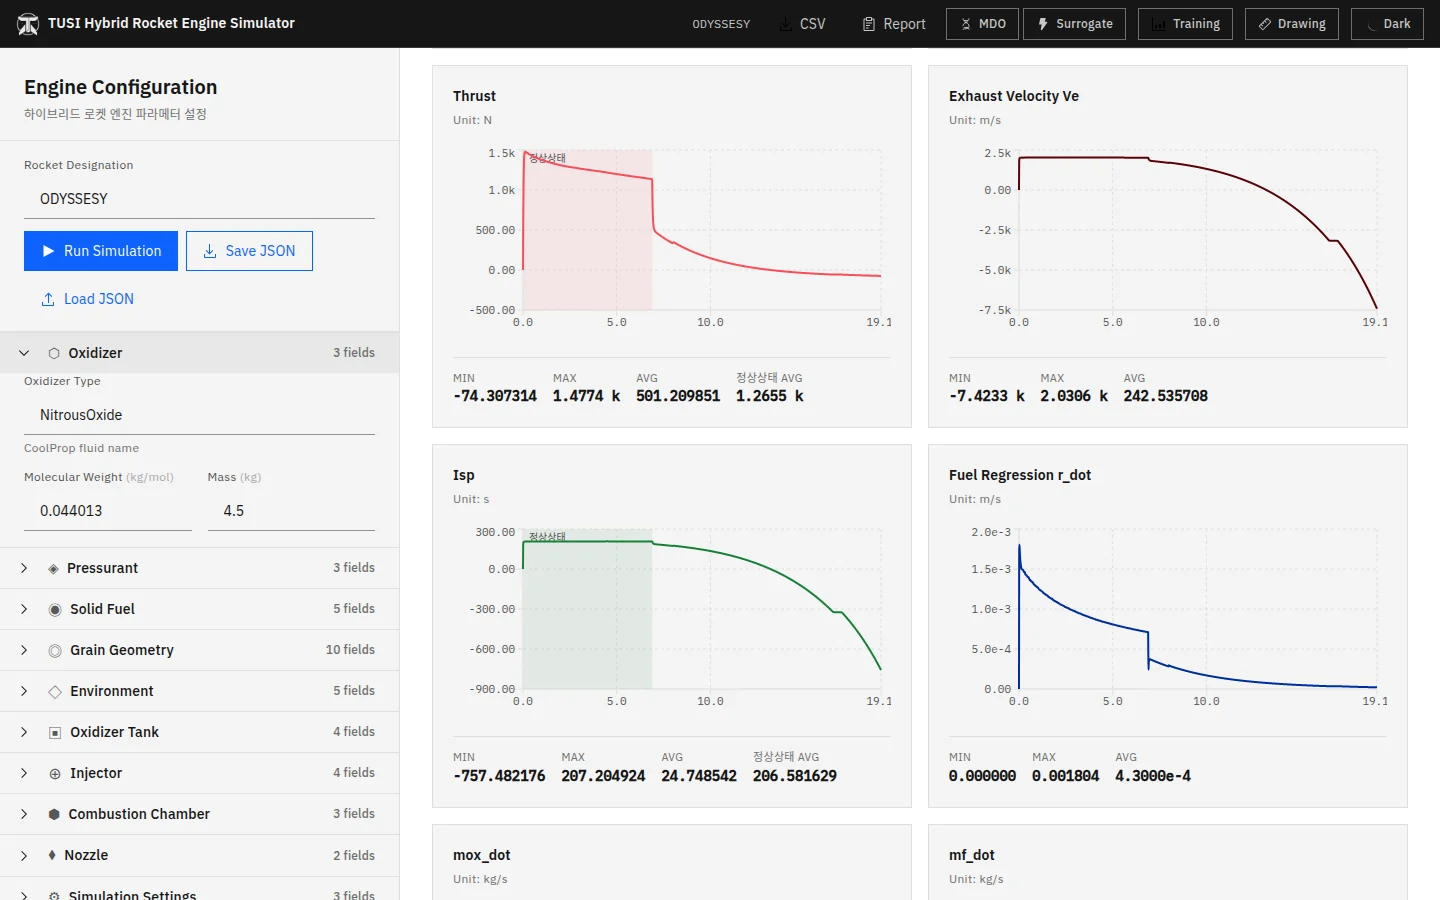 TUSI Hybrid Rocket Engine Simulator
ODYSSESY
CSV
Report
MDO
Surrogate
Training
Drawing
Dark
Engine Configuration
하이브리드 로켓 엔진 파라메터 설정
Rocket Designation
ODYSSESY
Run Simulation
Save JSON
Load JSON
Oxidizer
3 fields
Oxidizer Type
NitrousOxide
CoolProp fluid name
Molecular Weight (kg/mol)
Mass (kg)
0.044013
4.5
Pressurant
3 fields
Solid Fuel
5 fields
Grain Geometry
10 fields
Environment
5 fields
Oxidizer Tank
4 fields
Injector
4 fields
Combustion Chamber
3 fields
Nozzle
2 fields
Simulation Settings
3 fields
Thrust
Unit: N
정상상태
1.5k
1.0k
500.00
0.00
-500.00
0.0
5.0
10.0
19.1
MIN
MAX
AVG
정상상태 AVG
-74.307314
1.4774 k
501.209851
1.2655 k
Exhaust Velocity Ve
Unit: m/s
2.5k
0.00
-2.5k
-5.0k
-7.5k
0.0
5.0
10.0
19.1
MIN
MAX
AVG
-7.4233 k
2.0306 k
242.535708
Isp
Unit: s
정상상태
300.00
0.00
-300.00
-600.00
-900.00
0.0
5.0
10.0
19.1
MIN
MAX
AVG
정상상태 AVG
-757.482176
207.204924
24.748542
206.581629
Fuel Regression r_dot
Unit: m/s
2.0e-3
1.5e-3
1.0e-3
5.0e-4
0.00
0.0
5.0
10.0
19.1
MIN
MAX
AVG
0.000000
0.001804
4.3000e-4
mox_dot
Unit: kg/s
mf_dot
Unit: kg/s